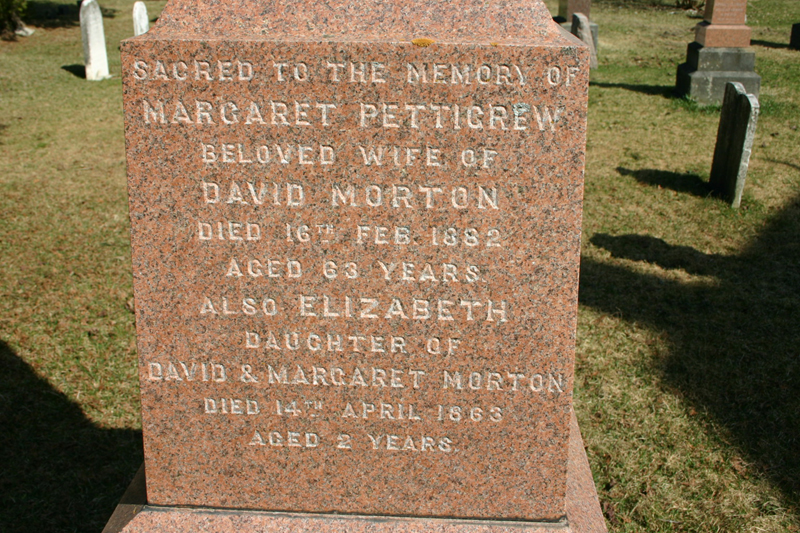 SACRED TO THE MEMORY OF
MARGARET PETTIGREW
BELOVED WIFE OF
DAVID MORTON
DIED 16TH FEB. 1882
AGED 63 YEARS.
ALSO ELIZABETH
DAUGHTER OF
DAVID & MARGARET MORTON
DIED 14TH APRIL 1863
AGED 2 YEARS.